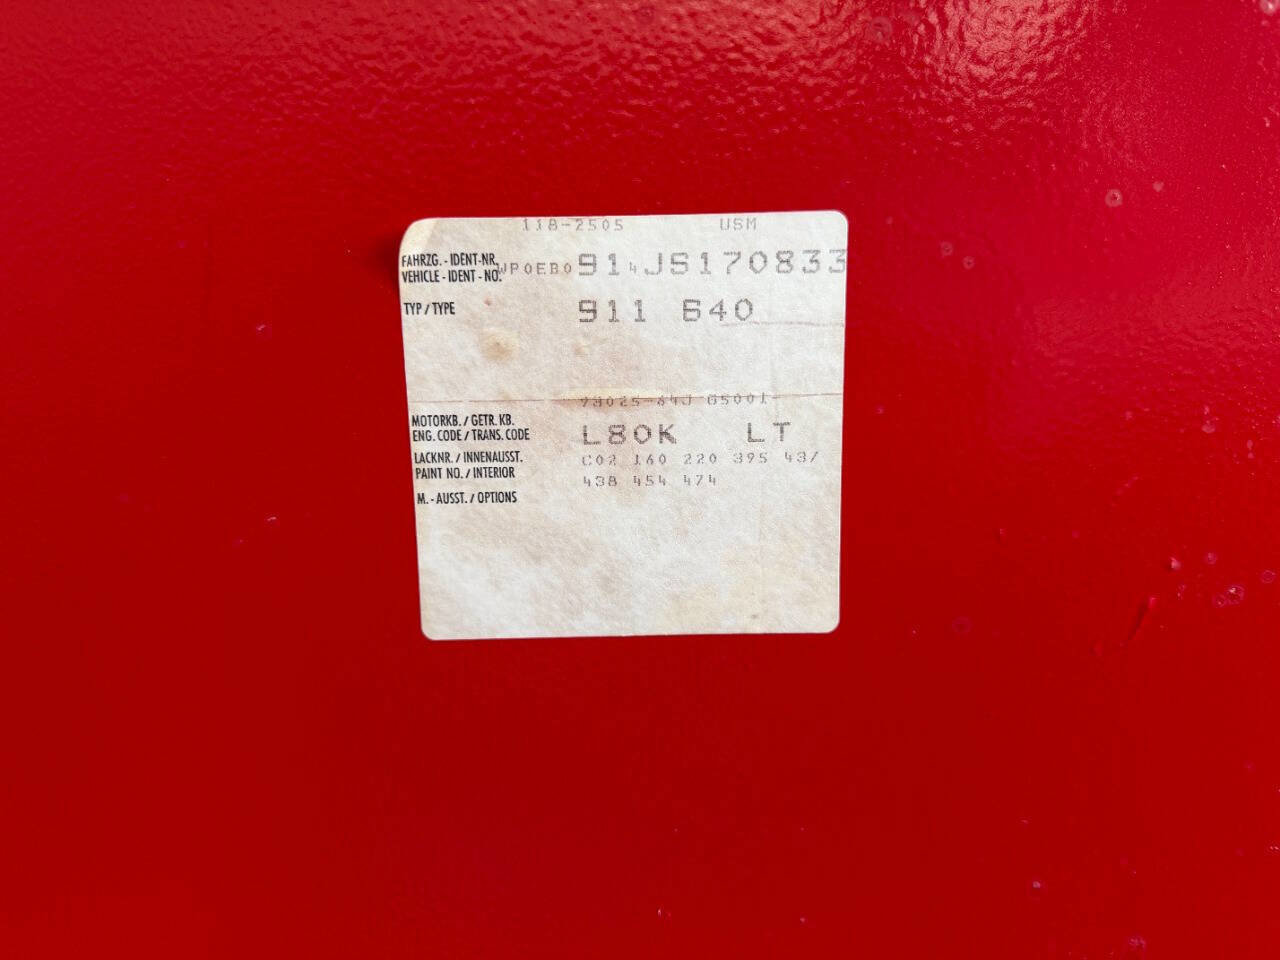 118-2505 USM
FAHRZG. - IDENT-NR.
VEHICLE - IDENT - NO. WP0EB0914JS170833
TYP / TYPE 911 640
MOTORKB. / GETR. KB.
ENG. CODE / TRANS. CODE L80K LT
LACKNR. / INNENAUSST. C02 160 220 395 437
PAINT NO. / INTERIOR 438 454 474
M. - AUSST. / OPTIONS